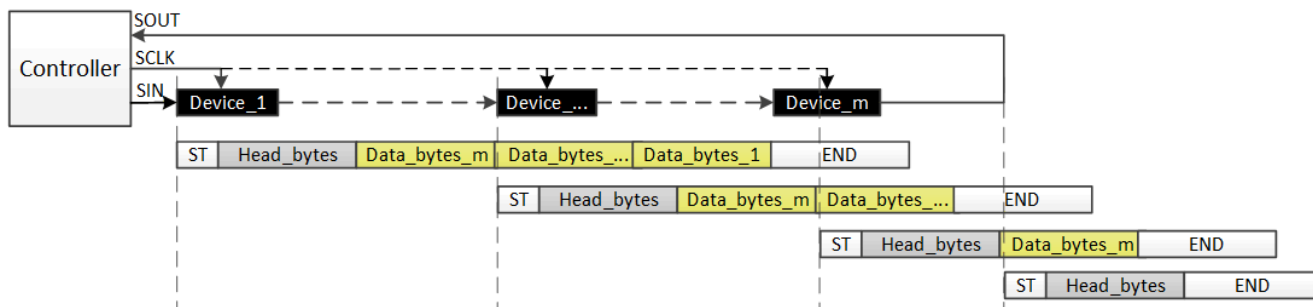 SOUT
SCLK
Controller
SIN
Device_1 Device_... Device_m
ST Head_bytes Data_bytes_m Data_bytes_... Data_bytes_1 END
ST Head_bytes Data_bytes_m Data_bytes_... END
ST Head_bytes Data_bytes_m END
ST Head_bytes END